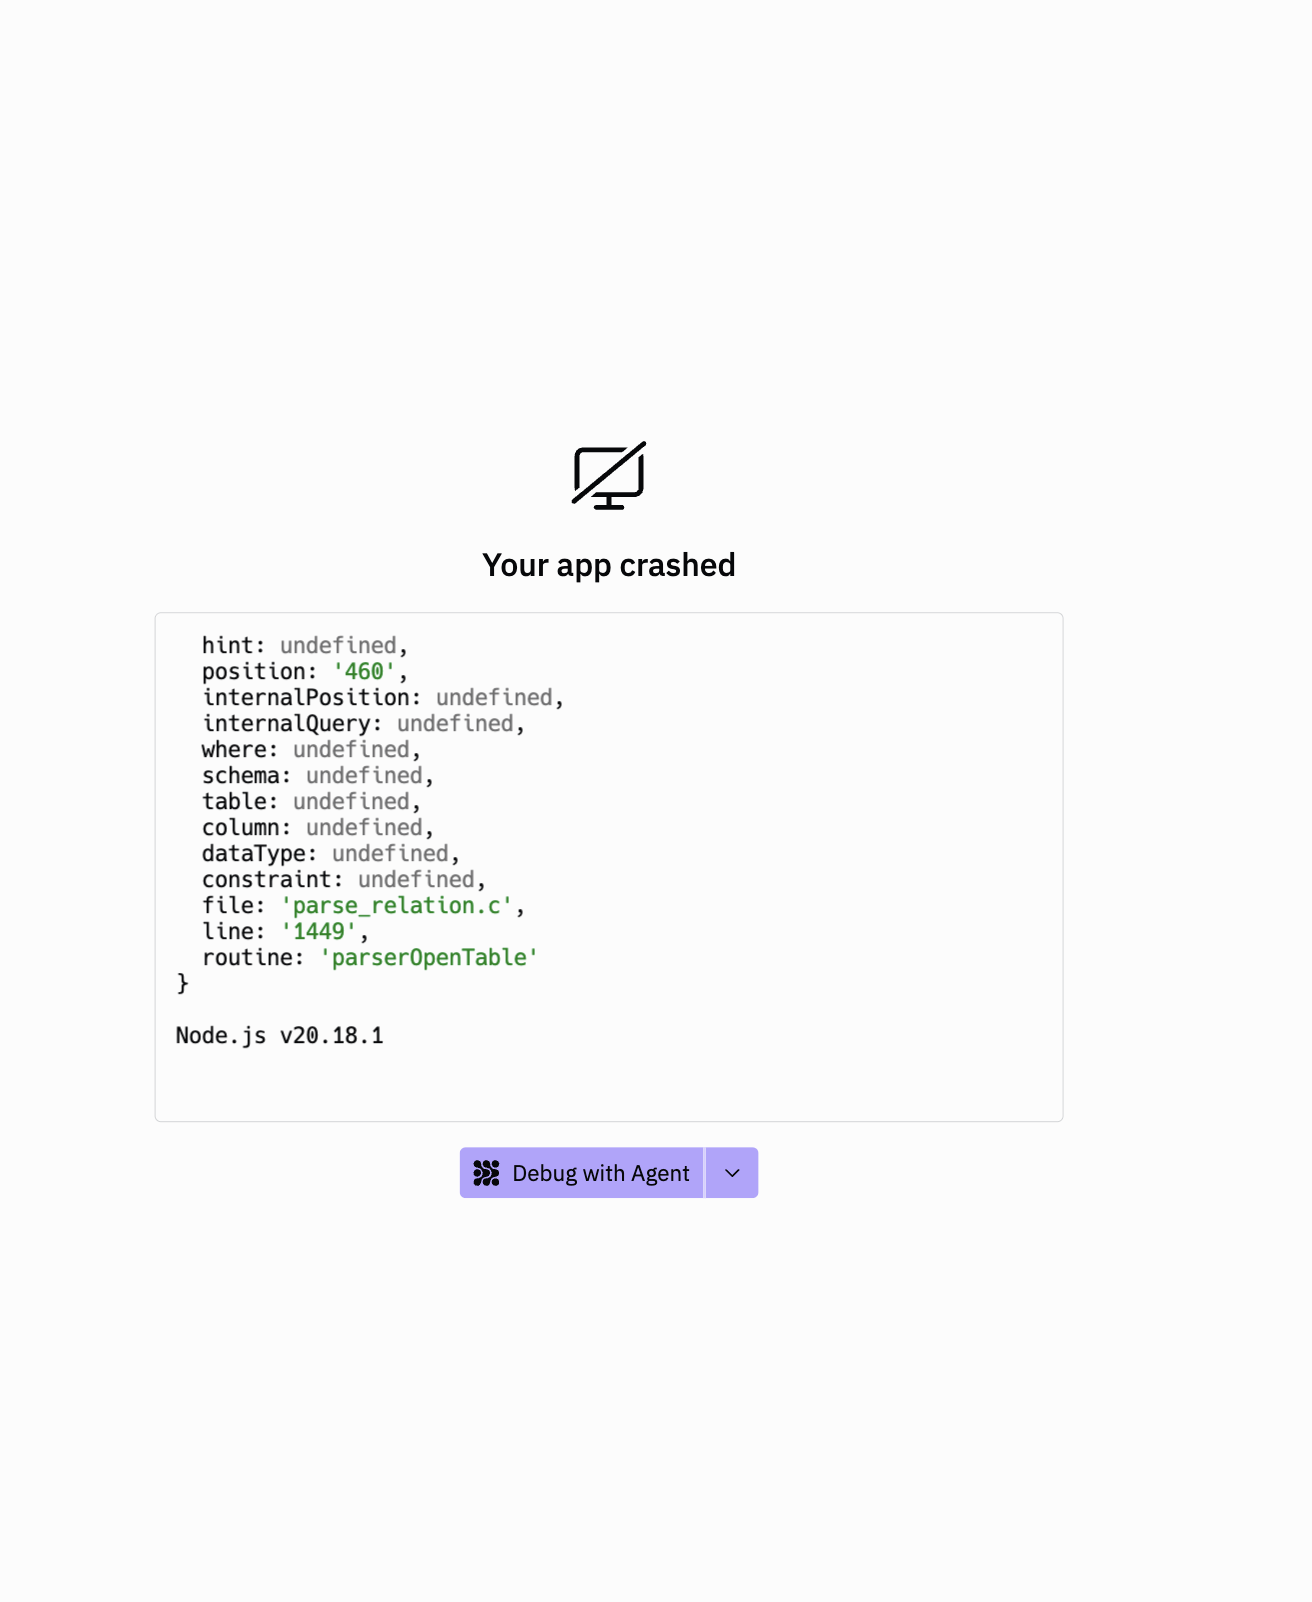 Your app crashed
hint: undefined,
position: '460',
internalPosition: undefined,
internalQuery: undefined,
where: undefined,
schema: undefined,
table: undefined,
column: undefined,
dataType: undefined,
constraint: undefined,
file: 'parse_relation.c',
line: '1449',
routine: 'parserOpenTable'
}
Node.js v20.18.1
Debug with Agent